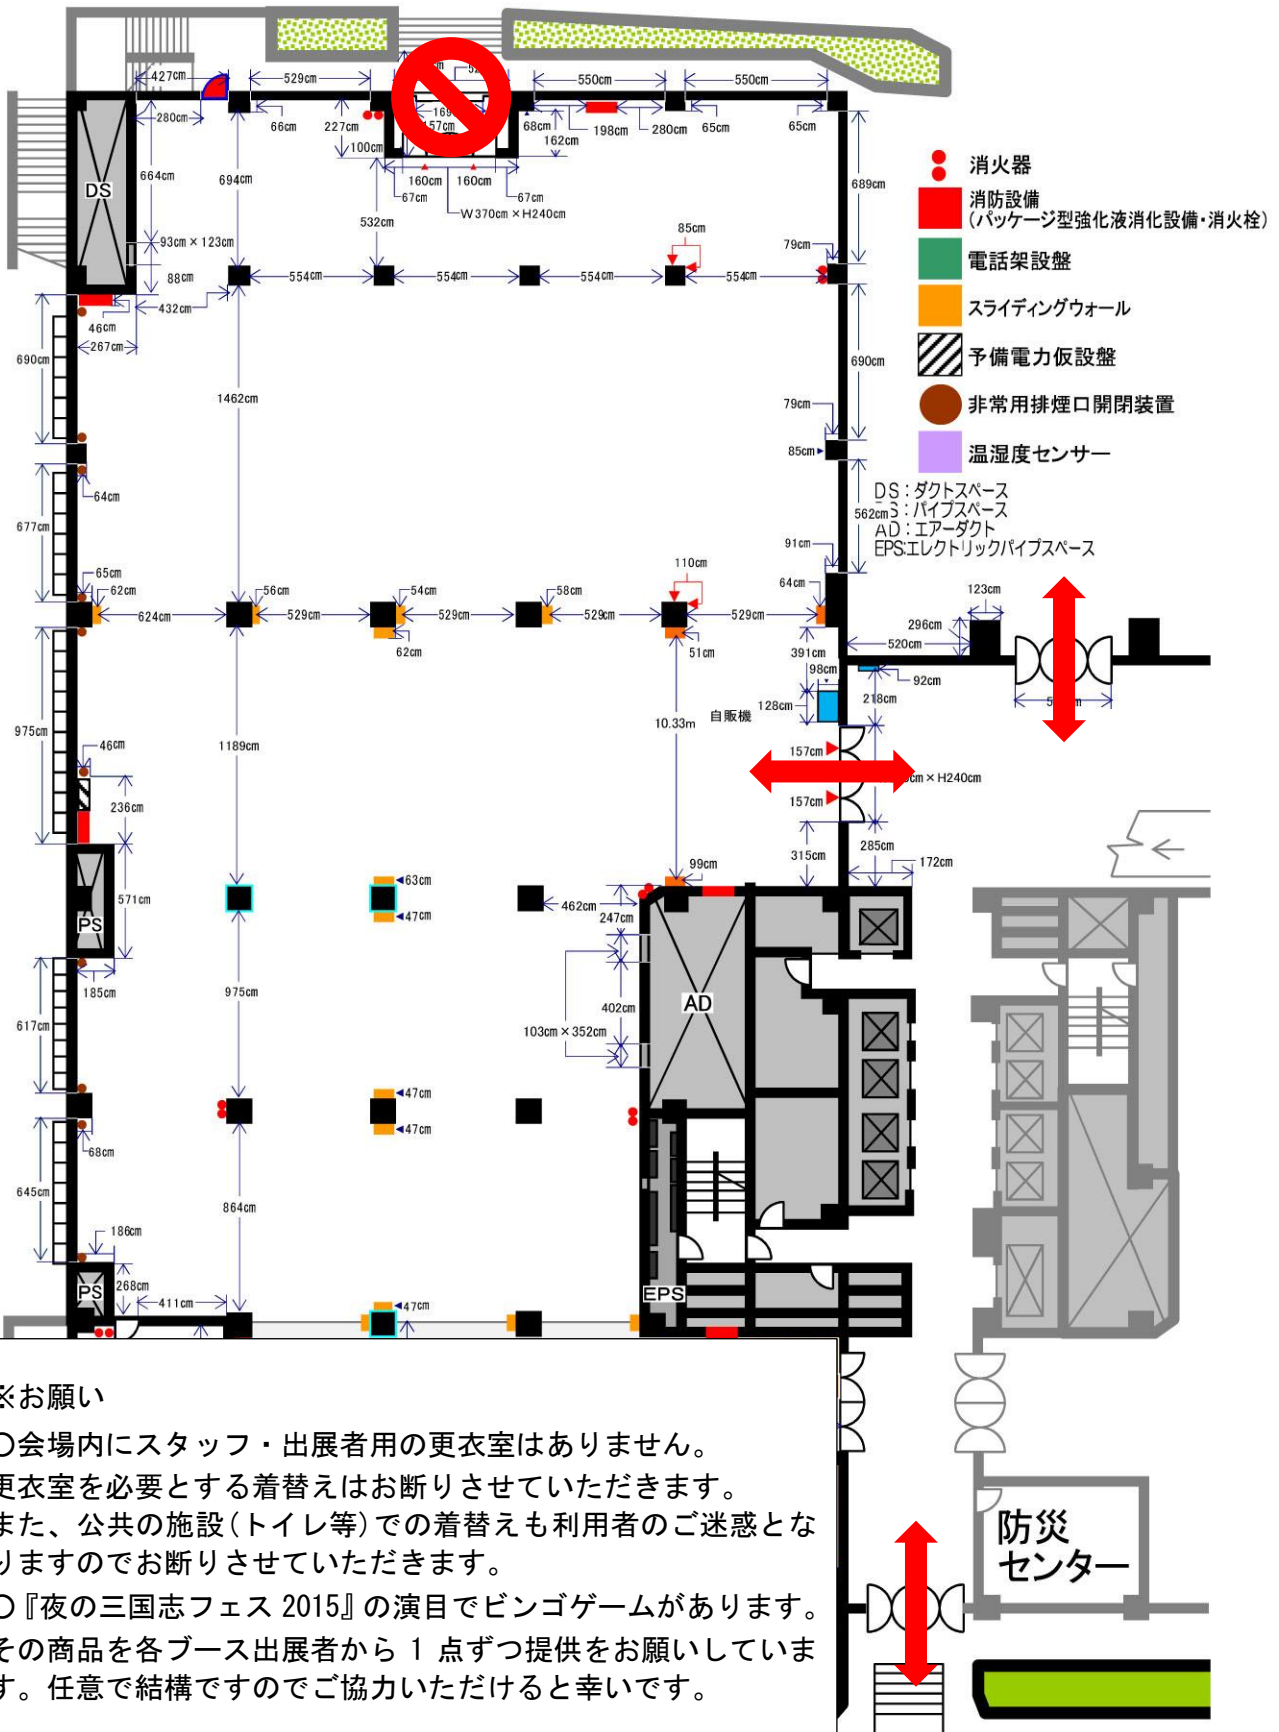 427cm
529cm
550cm
550cm
280cm
66cm
227cm
100cm
157cm
68cm
162cm
198cm
280cm
65cm
65cm
664cm
694cm
DS
532cm
67cm
160cm
160cm
67cm
W370cm×H240cm
689cm
93cm×123cm
88cm
432cm
46cm
267cm
554cm
554cm
554cm
554cm
85cm
79cm
消火器
消防設備
(パッケージ型強化液消化設備・消火栓)
電話架設盤
スライディングウォール
予備電力仮設盤
非常用排煙口開閉装置
温湿度センサー
DS:ダクトスペース
S:パイプスペース
AD:エアーダクト
EPS:エレクトリックパイプスペース
690cm
1462cm
690cm
79cm
85cm
64cm
677cm
562cm
91cm
65cm
62cm
624cm
56cm
529cm
54cm
529cm
58cm
529cm
110cm
529cm
64cm
62cm
51cm
391cm
123cm
296cm
520cm
98cm
92cm
128cm
218cm
自販機
975cm
46cm
1189cm
10.33m
157cm
cm×H240cm
157cm
236cm
315cm
285cm
172cm
571cm
63cm
47cm
99cm
462cm
247cm
PS
185cm
975cm
402cm
AD
103cm×352cm
617cm
47cm
47cm
68cm
645cm
864cm
186cm
268cm
PS
411cm
47cm
EPS
※お願い
○会場内にスタッフ・出展者用の更衣室はありません。
更衣室を必要とする着替えはお断りさせていただきます。
また、公共の施設(トイレ等)での着替えも利用者のご迷惑とな
りますのでお断りさせていただきます。
○『夜の三国志フェス 2015』の演目でビンゴゲームがあります。
その商品を各ブース出展者から 1 点ずつ提供をお願いしていま
す。任意で結構ですのでご協力いただけると幸いです。
防災
センター